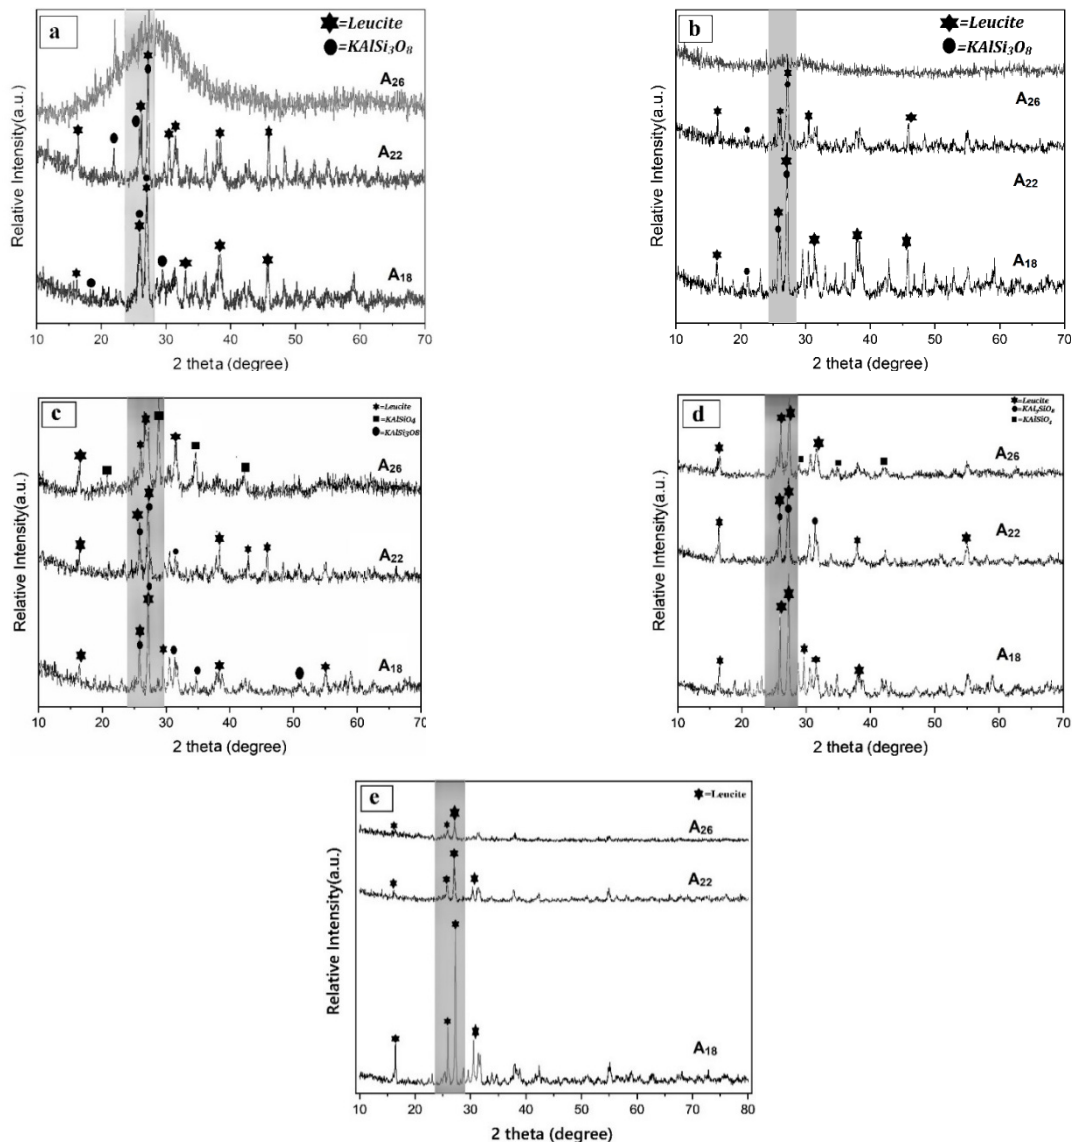 a
=Leucite
=KAlSi₃O₈
A₂₆
A₂₂
A₁₈
Relative Intensity(a.u.)
10 20 30 40 50 60 70
2 theta (degree)
b
=Leucite
=KAlSi₃O₈
A₂₆
A₂₂
A₁₈
Relative Intensity(a.u.)
10 20 30 40 50 60 70
2 theta (degree)
c
=Leucite
=KAlSiO₄
=KAlSi₃O8
A₂₆
A₂₂
A₁₈
Relative Intensity(a.u.)
10 20 30 40 50 60 70
2 theta (degree)
d
=Leucite
=KAlSiO₄
A₂₆
A₂₂
A₁₈
Relative Intensity(a.u.)
10 20 30 40 50 60 70
2 theta (degree)
e
=Leucite
A₂₆
A₂₂
A₁₈
Relative Intensity(a.u.)
10 20 30 40 50 60 70 80
2 theta (degree)